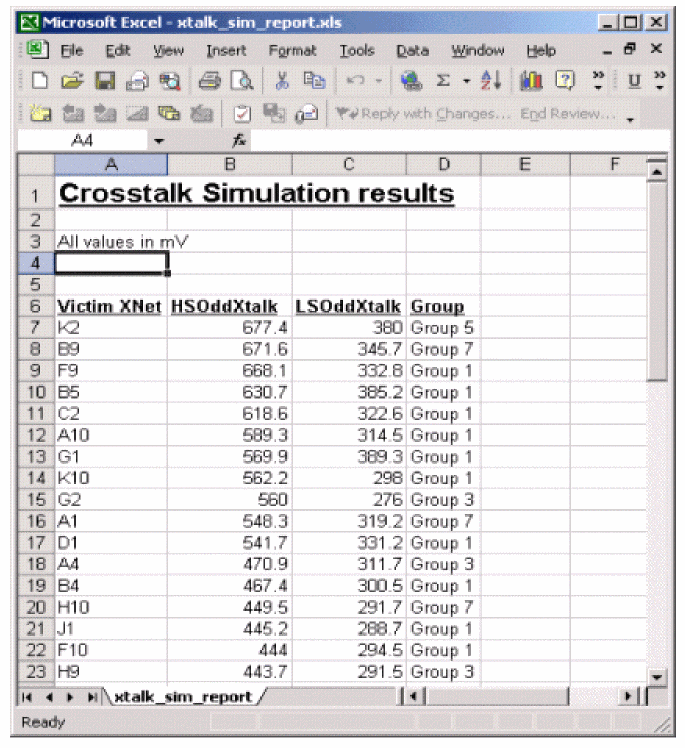 Microsoft Excel - xtalk_sim_report.xls
File Edit View Insert Format Tools Data Window Help
Σ A Z ? » U »
Reply with Changes... End Review...
A4 fx
A B C D E F
1 Crosstalk Simulation results
2
3 All values in mV
4
5
6 Victim XNet HSOddXtalk LSOddXtalk Group
7 K2 677.4 380 Group 5
8 B9 671.6 345.7 Group 7
9 F9 668.1 332.8 Group 1
10 B5 630.7 385.2 Group 1
11 C2 618.6 322.6 Group 1
12 A10 589.3 314.5 Group 1
13 G1 569.9 389.3 Group 1
14 K10 562.2 298 Group 1
15 G2 560 276 Group 3
16 A1 548.3 319.2 Group 7
17 D1 541.7 331.2 Group 1
18 A4 470.9 311.7 Group 3
19 B4 467.4 300.5 Group 1
20 H10 449.5 291.7 Group 7
21 J1 445.2 288.7 Group 1
22 F10 444 294.5 Group 1
23 H9 443.7 291.5 Group 3
xtalk_sim_report
Ready